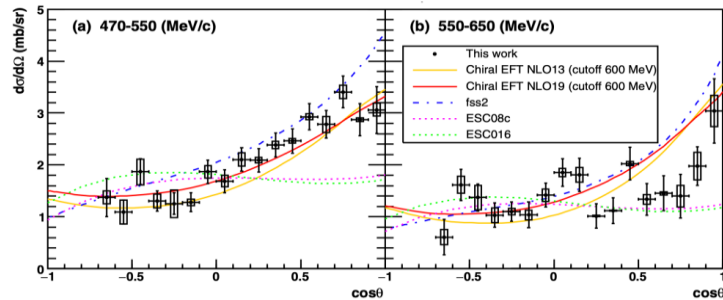 (a) 470-550 (MeV/c)
(b) 550-650 (MeV/c)
dσ/dΩ (mb/sr)
5
4
3
2
1
0
This work
Chiral EFT NLO13 (cutoff 600 MeV)
Chiral EFT NLO19 (cutoff 600 MeV)
fss2
ESC08c
ESC016
-1
-0.5
0
0.5
-1
-0.5
0
0.5
1
cosθ
cosθ